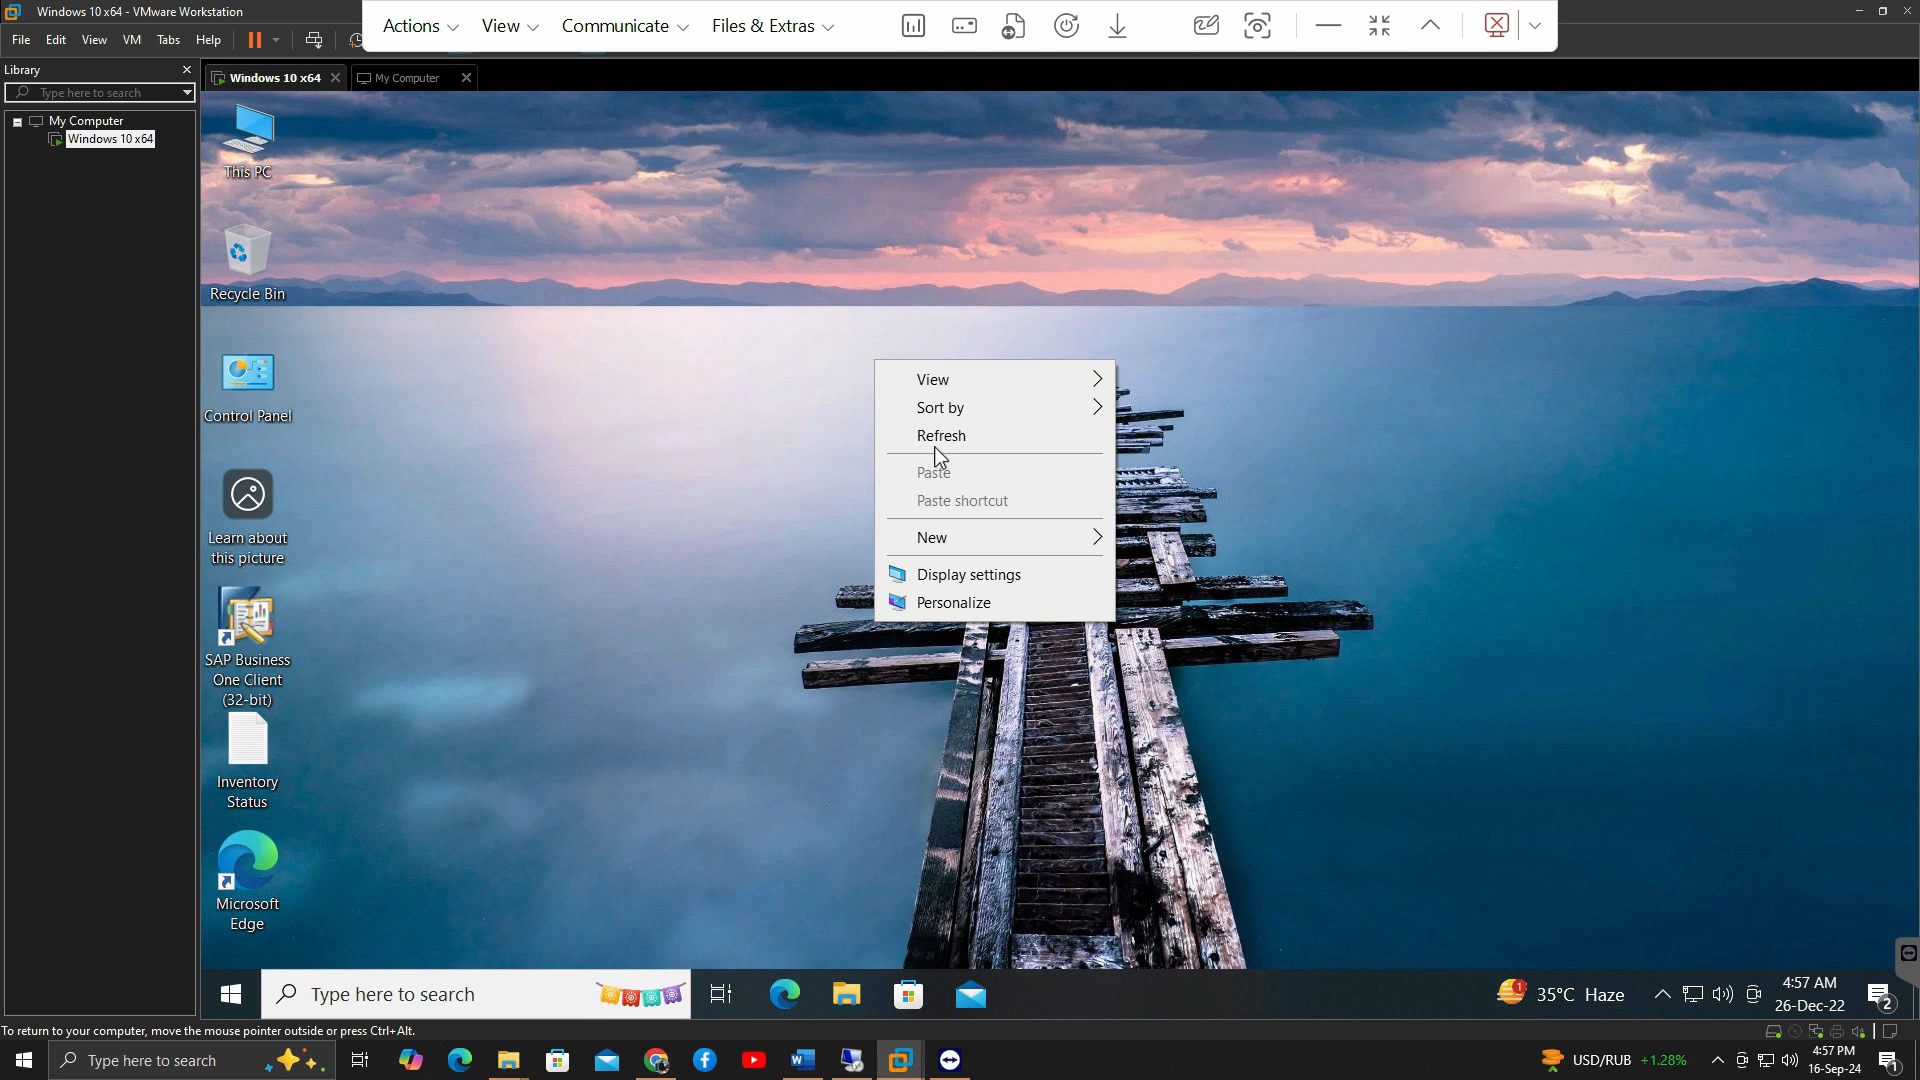 Windows 10 x64 - VMware Workstation
Actions
View
Communicate
Files & Extras
File
Edit
View
VM
Tabs
Help
Library
Windows 10 x64
My Computer
Type here to search
My Computer
Windows 10 x64
This PC
Recycle Bin
Control Panel
Learn about
this picture
SAP Business
One Client
(32-bit)
Inventory
Status
Microsoft
Edge
View
Sort by
Refresh
Paste
Paste shortcut
New
Display settings
Personalize
Type here to search
1
35°C Haze
4:57 AM
26-Dec-22
2
To return to your computer, move the mouse pointer outside or press Ctrl+Alt.
Type here to search
USD/RUB +1.28%
4:57 PM
16-Sep-24
1